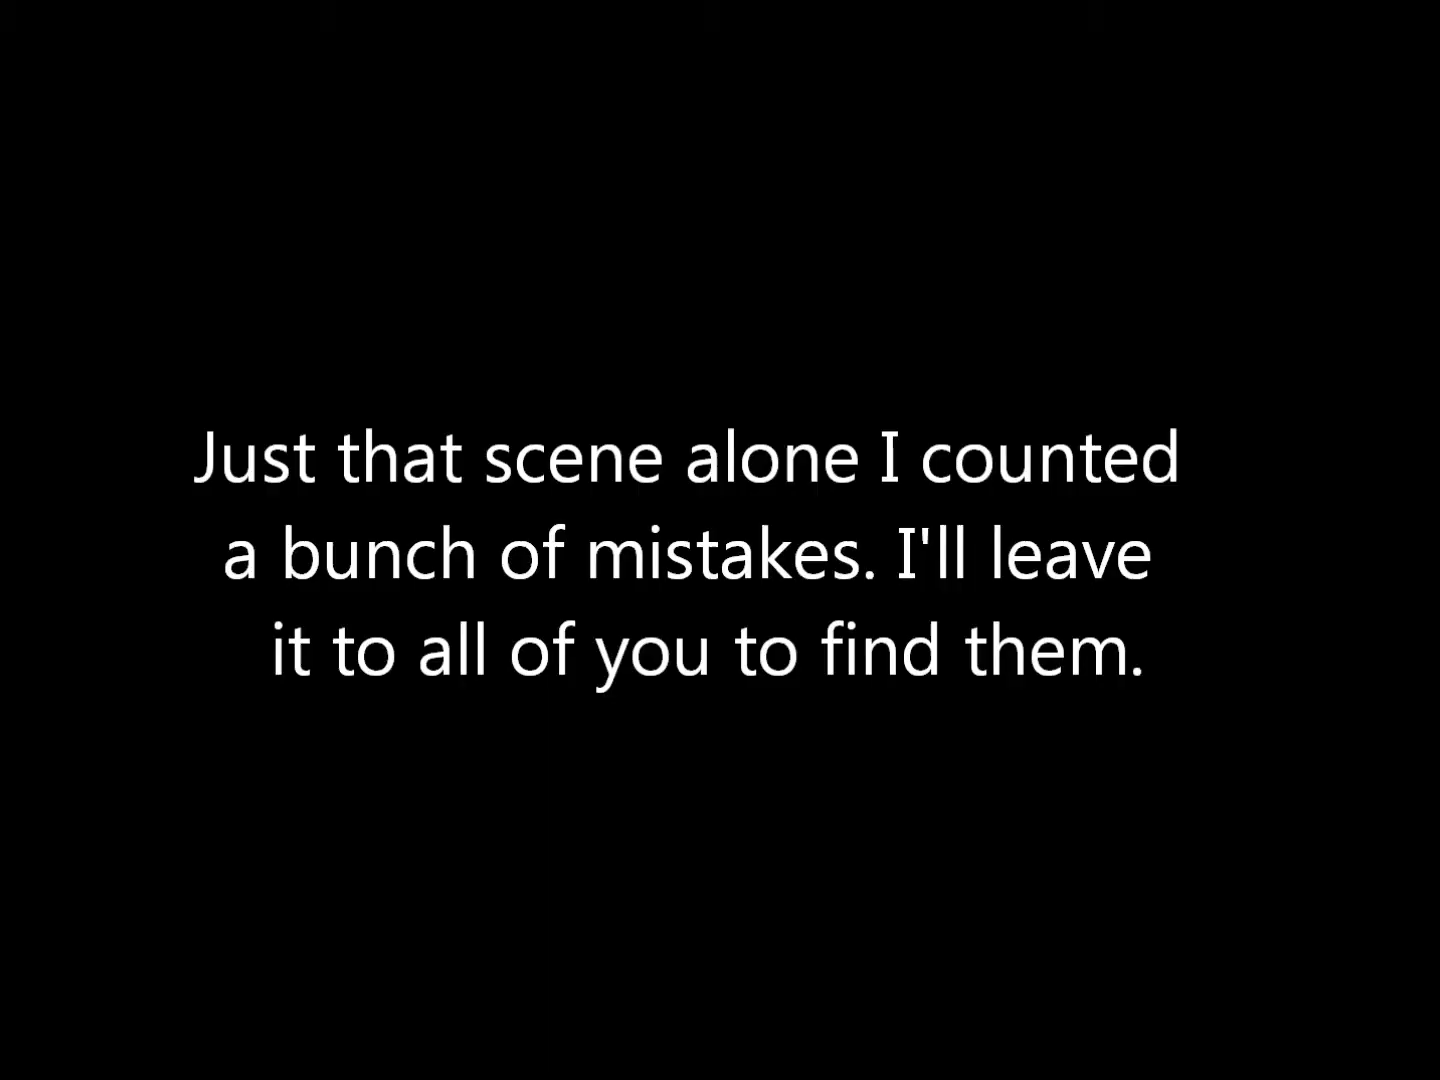 Just that scene alone I counted
a bunch of mistakes. I'll leave
it to all of you to find them.